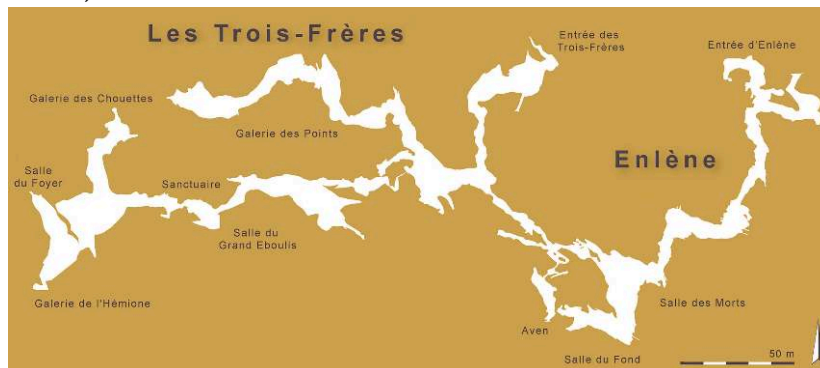 Les Trois-Frères
Entrée des
Trois-Frères
Entrée d'Enlène
Galerie des Chouettes
Galerie des Points
Enlène
Salle
du Foyer
Sanctuaire
Salle du
Grand Eboulis
Galerie de l'Hémione
Salle des Morts
Aven
Salle du Fond
50 m